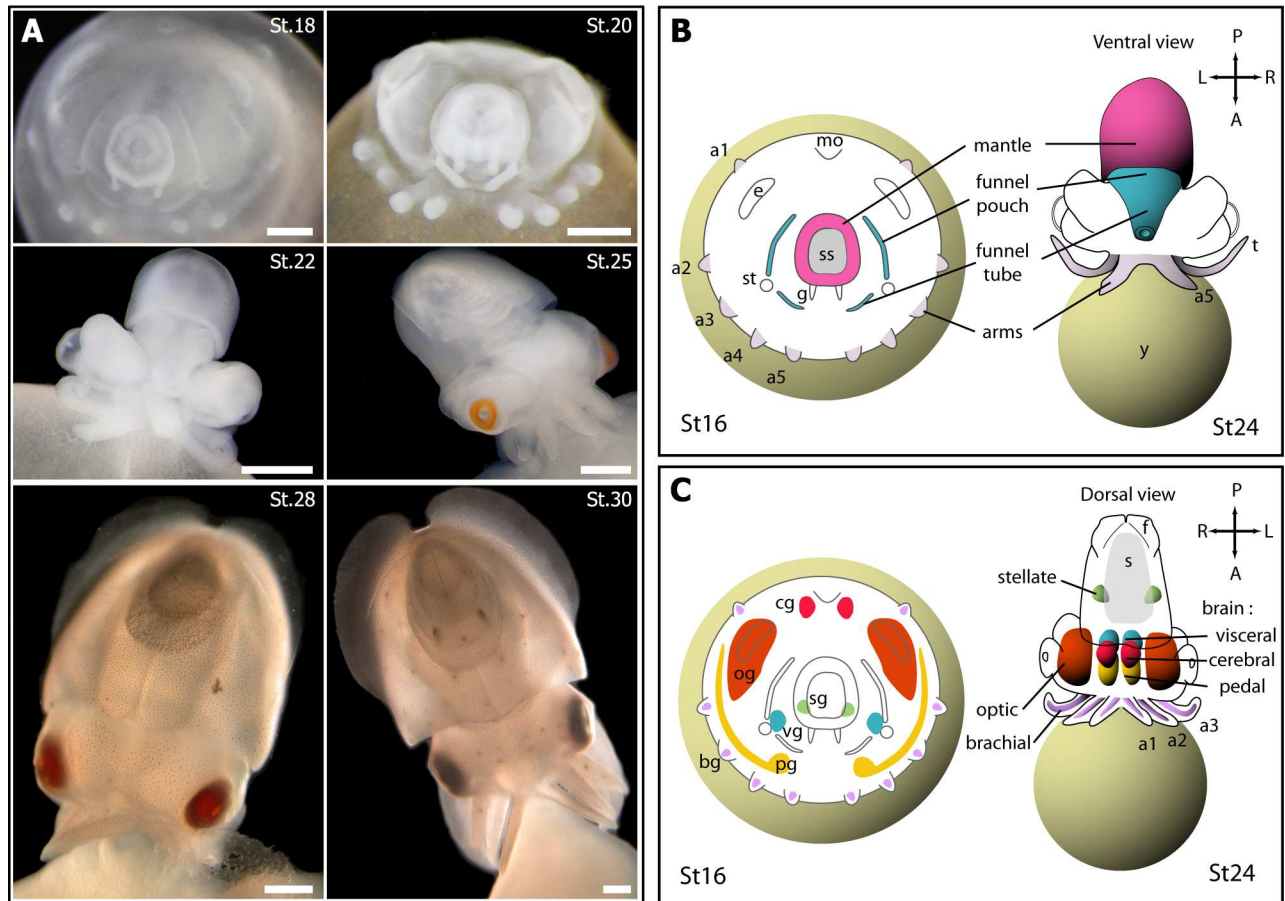 A
St.18
St.20
St.22
St.25
St.28
St.30
B
Ventral view
P
L
R
A
mo
a1
e
mantle
funnel
pouch
ss
a2
st
g
funnel
tube
t
a3
arms
a5
a4
a5
y
St16
St24
C
Dorsal view
P
R
L
A
f
s
stellate
cg
brain :
visceral
cerebral
og
sg
pedal
vg
optic
bg
pg
brachial
a1
a2
a3
St16
St24